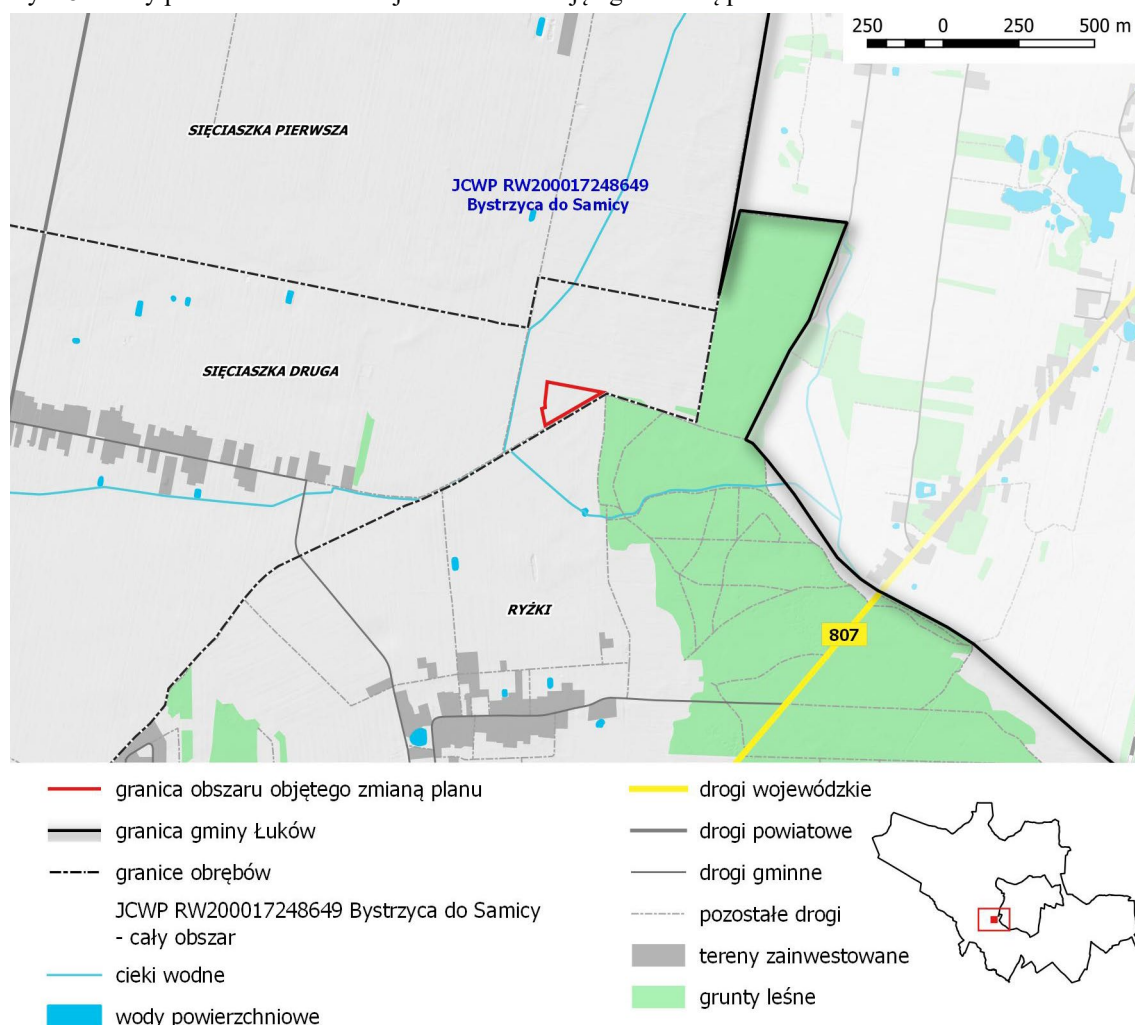 250 0 250 500 m
SIĘCIASZKA PIERWSZA
JCWP RW200017248649
Bystrzyca do Samicy
SIĘCIASZKA DRUGA
RYŻKI
807
granica obszaru objętego zmianą planu
granica gminy Łuków
granice obrębów
JCWP RW200017248649 Bystrzyca do Samicy
- cały obszar
cieki wodne
wody powierzchniowe
drogi wojewódzkie
drogi powiatowe
drogi gminne
pozostałe drogi
tereny zainwestowane
grunty leśne